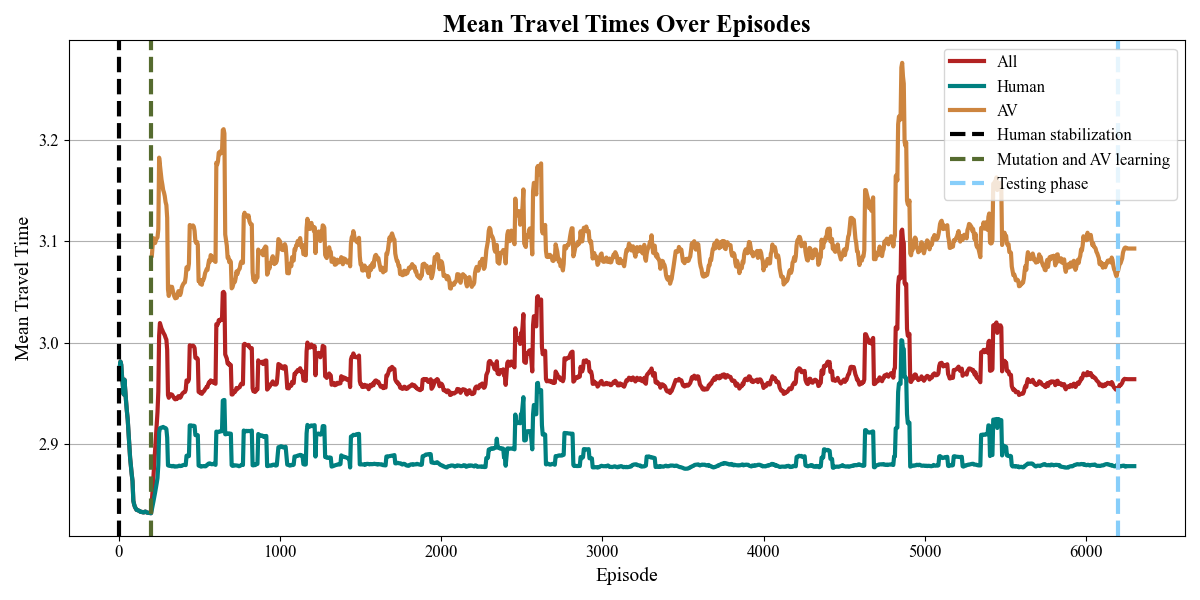 Mean Travel Times Over Episodes
All
Human
AV
Human stabilization
Mutation and AV learning
Testing phase
3.2
3.1
3.0
2.9
Mean Travel Time
0 1000 2000 3000 4000 5000 6000
Episode